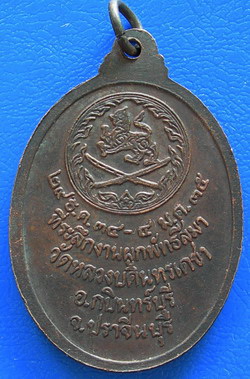 ๒๙ ธ.ค. ๓๔-๔ ม.ค. ๓๕
ที่ระลึกงานผูกพัทธสีมา
วัดหลวงบดินทร์เดชา
อ.กบินทร์บุรี
จ.ปราจีนบุรี